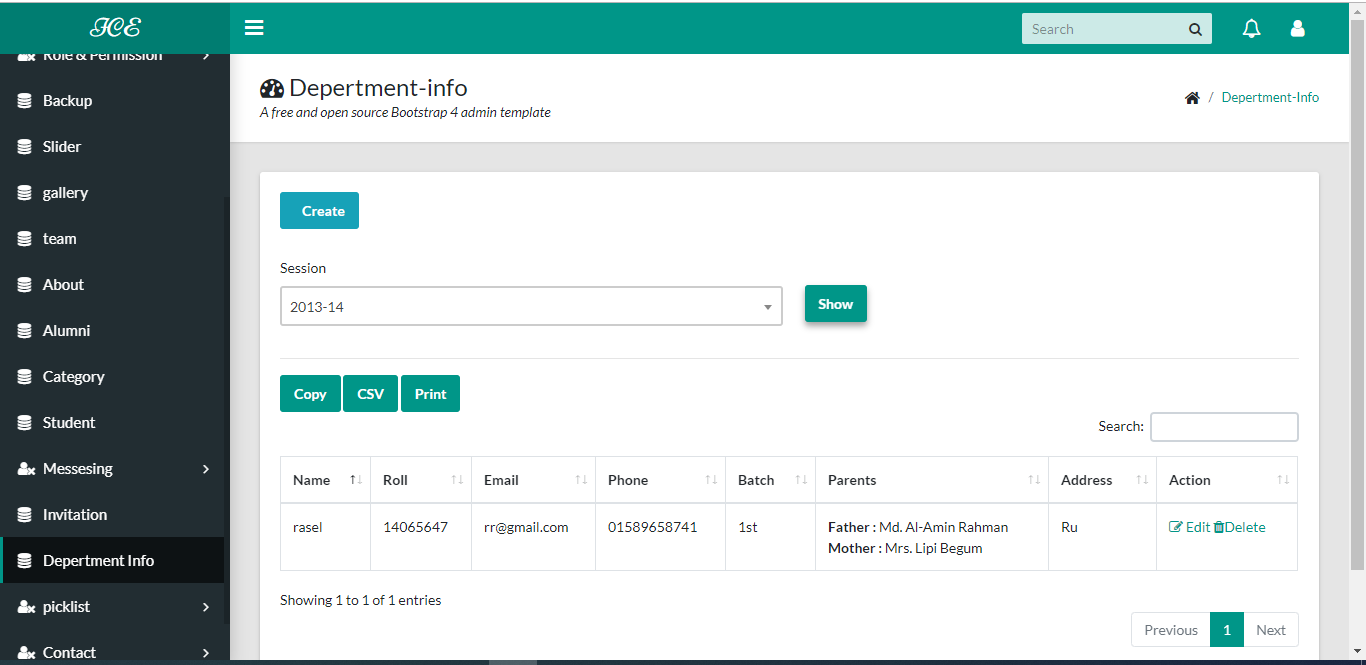 ICE
Search
Role & Permission
Backup
Slider
gallery
team
About
Alumni
Category
Student
Messesing
Invitation
Depertment Info
picklist
Contact
Depertment-info
A free and open source Bootstrap 4 admin template
/ Depertment-Info
Create
Session
2013-14
Show
Copy CSV Print
Search:
Name Roll Email Phone Batch Parents Address Action
rasel 14065647 rr@gmail.com 01589658741 1st Father : Md. Al-Amin Rahman Ru Edit Delete
Mother : Mrs. Lipi Begum
Showing 1 to 1 of 1 entries
Previous 1 Next